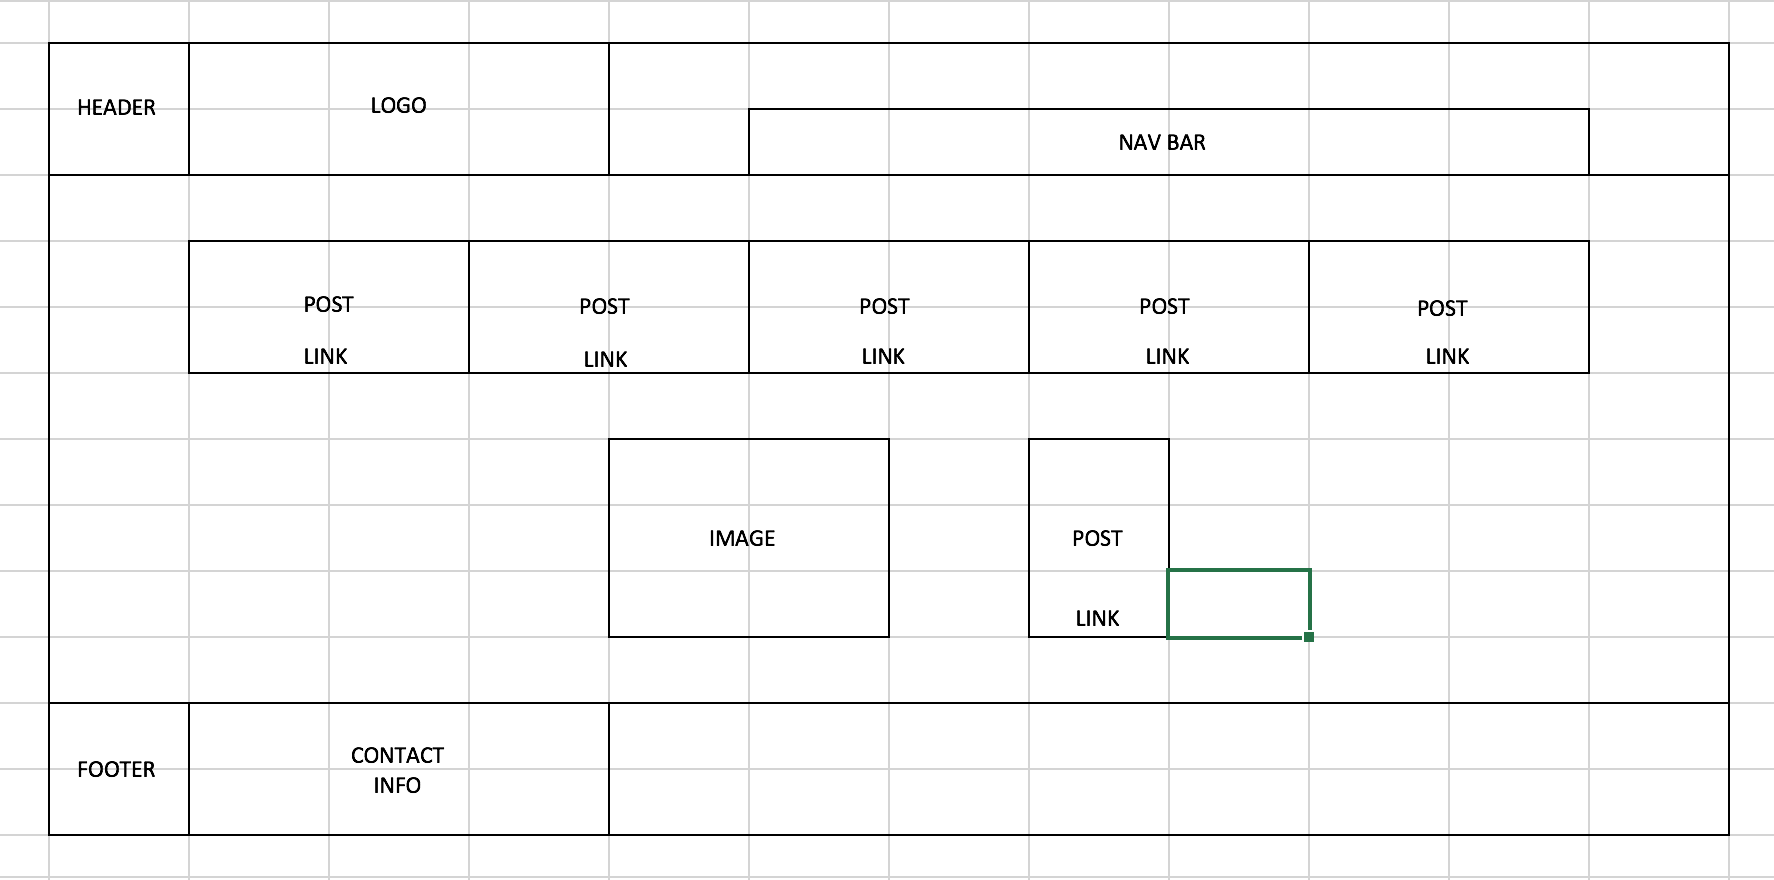 HEADER
LOGO
NAV BAR
POST
LINK
POST
LINK
POST
LINK
POST
LINK
POST
LINK
IMAGE
POST
LINK
FOOTER
CONTACT
INFO